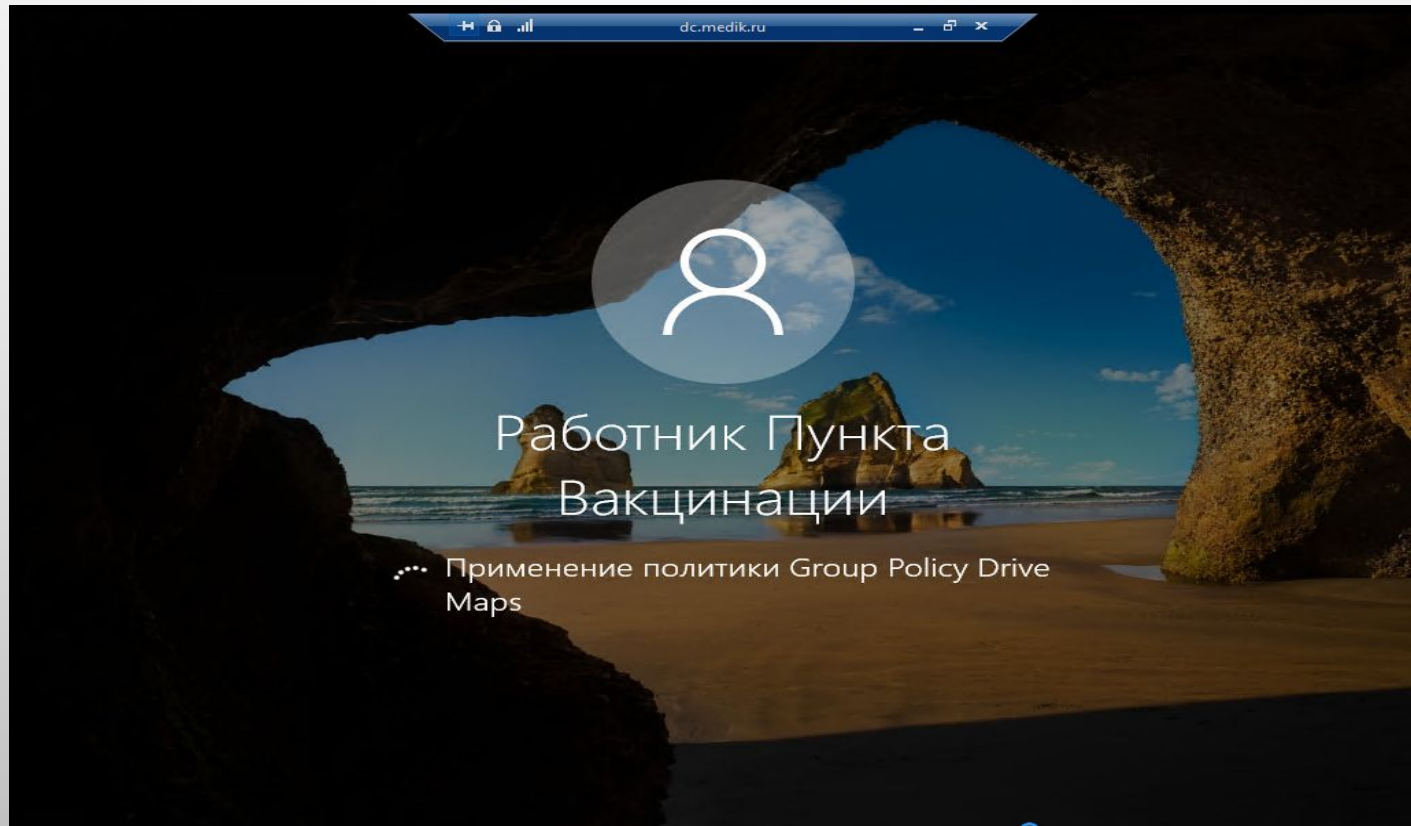 dc.medik.ru
Работник Пункта
Вакцинации
Применение политики Group Policy Drive
Maps